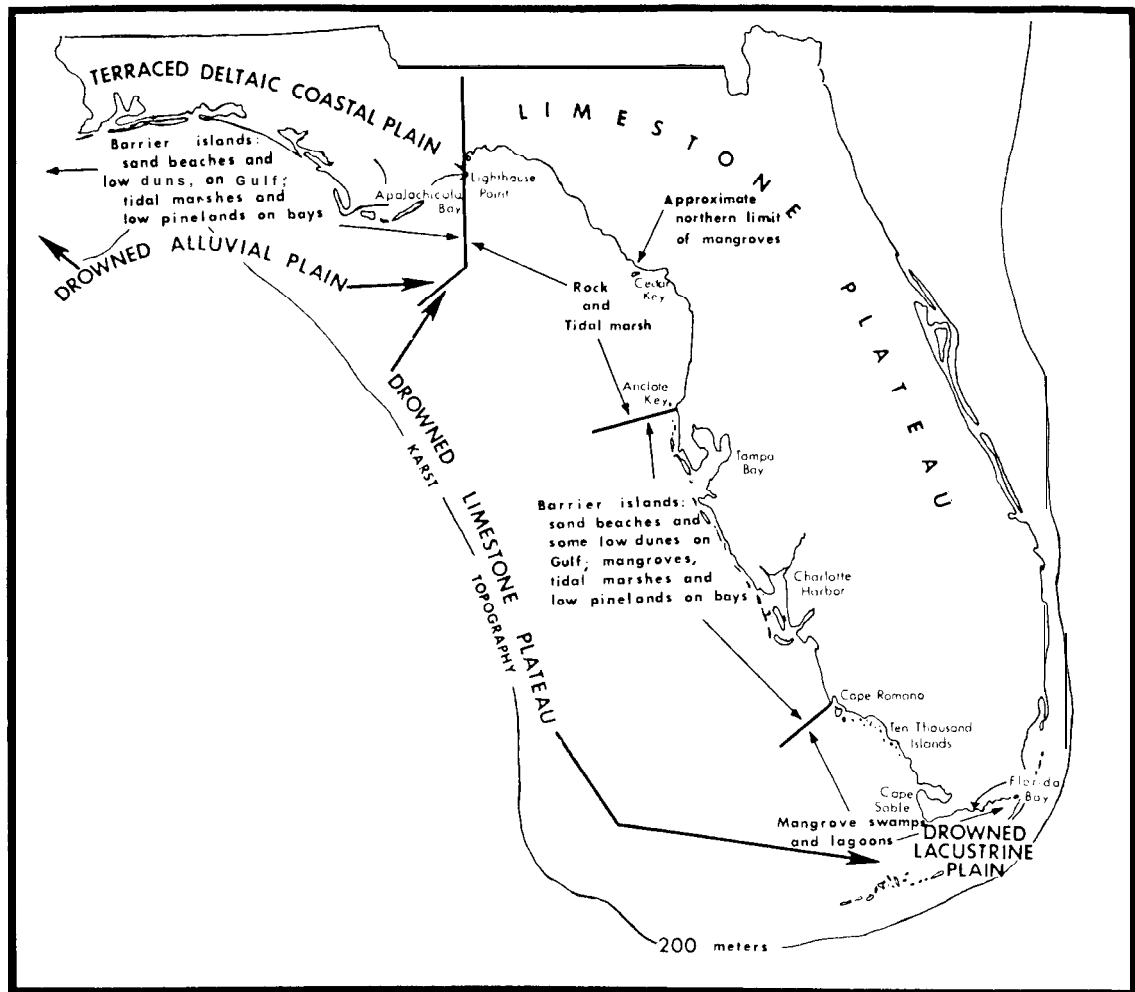 TERRACED DELTAIC COASTAL PLAIN
LIMESTONE PLATEAU
Barrier islands:
sand beaches and
low duns, on Gulf;
tidal marshes and
low pinelands on bays
Apalachicola
Bay
Lighthouse
Point
Approximate
northern limit
of mangroves
DROWNED ALLUVIAL PLAIN
Cedar
Key
Rock
and
Tidal marsh
DROWNED LIMESTONE PLATEAU
KARST TOPOGRAPHY
Anclote
Key
Tampa
Bay
Barrier islands:
sand beaches and
some low dunes on
Gulf; mangroves,
tidal marshes and
low pinelands on bays
Charlotte
Harbor
Cape Romano
Ten Thousand
Islands
Cape
Sable
Florida
Bay
Mangrove swamps
and lagoons
DROWNED
LACUSTRINE
PLAIN
200 meters